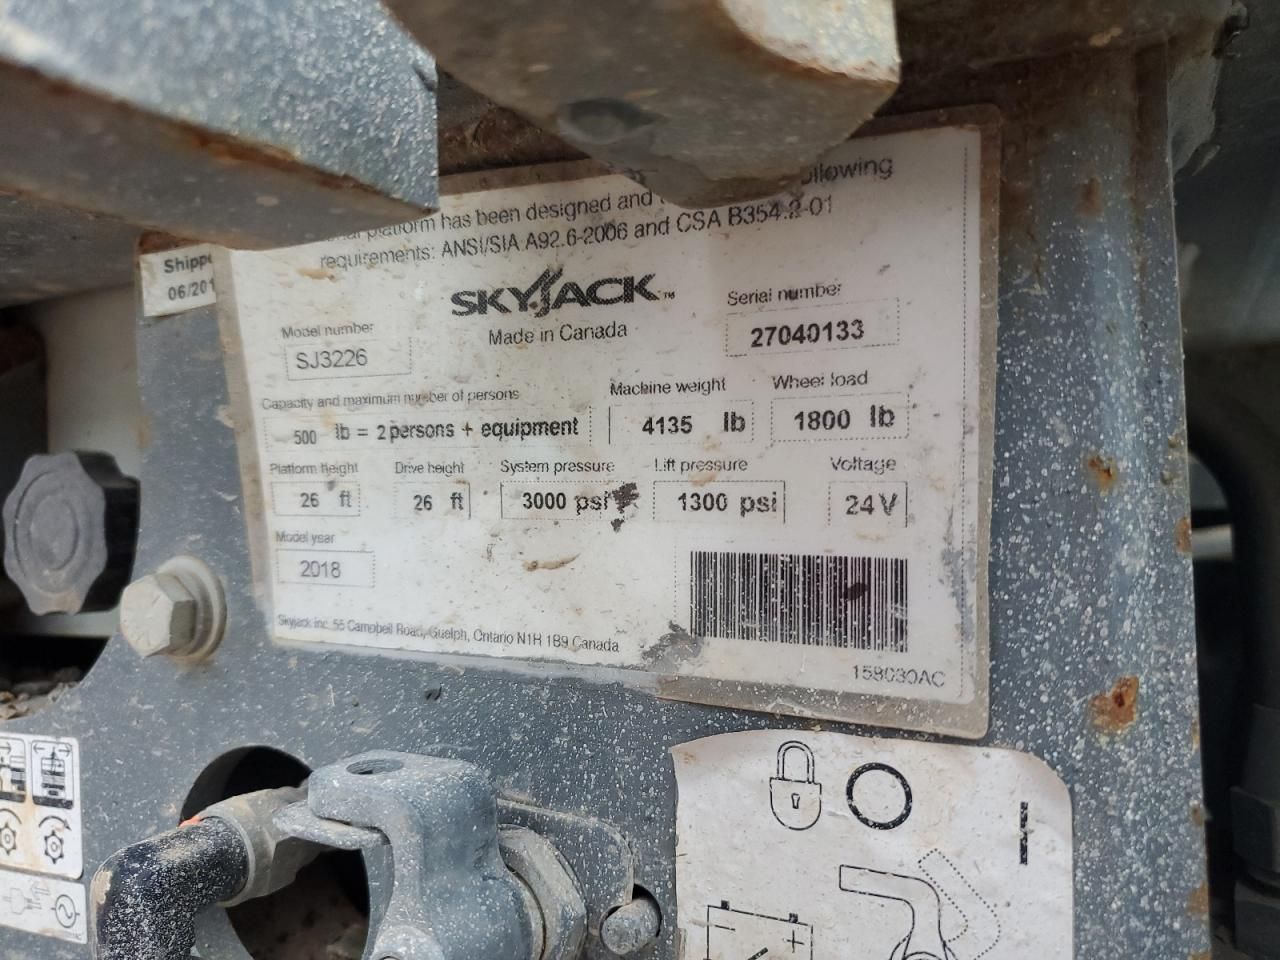 platform has been designed and following
requirements: ANSI/SIA A92.6-2006 and CSA B354.2-01
Shipp
06/201
SKYJACK™
Made in Canada
Model number
SJ3226
Serial number
27040133
Capacity and maximum number of persons
500 lb = 2 persons + equipment
Machine weight
4135 lb
Wheel load
1800 lb
Platform height
26 ft
Drive height
26 ft
System pressure
3000 psi
Lift pressure
1300 psi
Voltage
24 V
Model year
2018
Skyjack inc. 55 Campbell Road, Guelph, Ontario N1H 1B9 Canada
159030AC